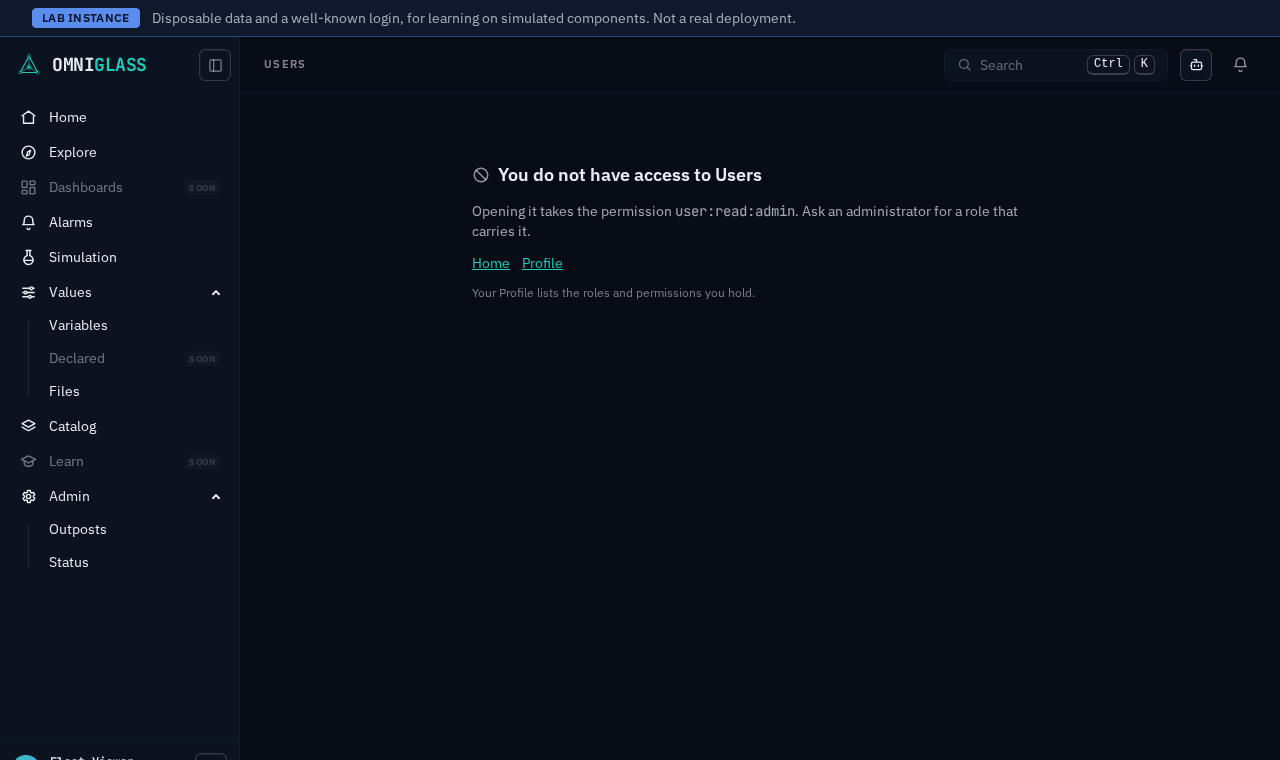 LAB INSTANCE Disposable data and a well-known login, for learning on simulated components. Not a real deployment.
OMNIGLASS
USERS
Search Ctrl K
Home
Explore
Dashboards SOON
Alarms
Simulation
Values
Variables
Declared SOON
Files
Catalog
Learn SOON
Admin
Outposts
Status
You do not have access to Users
Opening it takes the permission user:read:admin. Ask an administrator for a role that
carries it.
Home Profile
Your Profile lists the roles and permissions you hold.